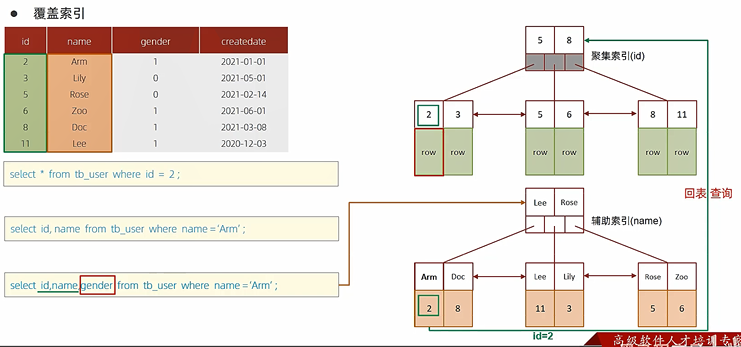 ● 覆盖索引
id name gender createdate
2 Arm 1 2021-01-01
3 Lily 0 2021-05-01
5 Rose 0 2021-02-14
6 Zoo 1 2021-06-01
8 Doc 1 2021-03-08
11 Lee 1 2020-12-03
select * from tb_user where id = 2 ;
select id, name from tb_user where name = 'Arm' ;
select id,name,gender from tb_user where name = 'Arm' ;
5 8
聚集索引(id)
2 3 5 6 8 11
row row row row row row
回表 查询
Lee Rose
辅助索引(name)
Arm Doc Lee Lily Rose Zoo
2 8 11 3 5 6
id=2
高级软件人才培训专家